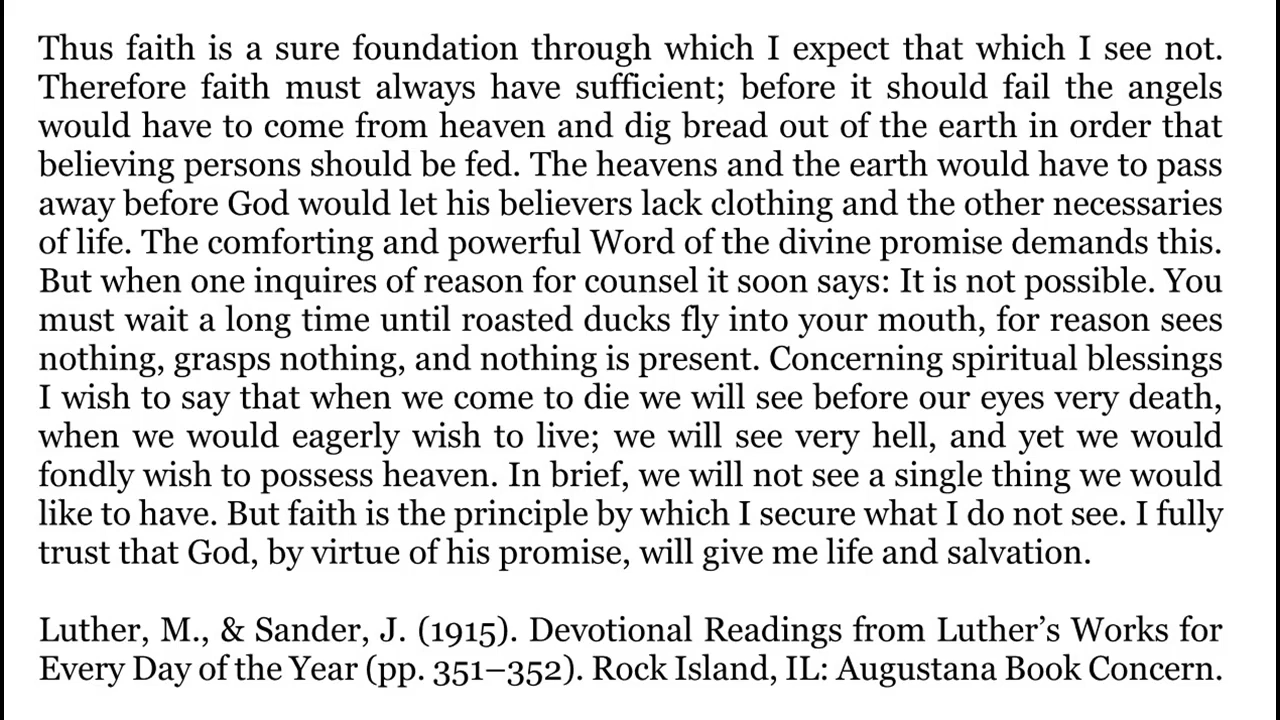 Thus faith is a sure foundation through which I expect that which I see not.
Therefore faith must always have sufficient; before it should fail the angels
would have to come from heaven and dig bread out of the earth in order that
believing persons should be fed. The heavens and the earth would have to pass
away before God would let his believers lack clothing and the other necessaries
of life. The comforting and powerful Word of the divine promise demands this.
But when one inquires of reason for counsel it soon says: It is not possible. You
must wait a long time until roasted ducks fly into your mouth, for reason sees
nothing, grasps nothing, and nothing is present. Concerning spiritual blessings
I wish to say that when we come to die we will see before our eyes very death,
when we would eagerly wish to live; we will see very hell, and yet we would
fondly wish to possess heaven. In brief, we will not see a single thing we would
like to have. But faith is the principle by which I secure what I do not see. I fully
trust that God, by virtue of his promise, will give me life and salvation.
Luther, M., & Sander, J. (1915). Devotional Readings from Luther’s Works for
Every Day of the Year (pp. 351–352). Rock Island, IL: Augustana Book Concern.